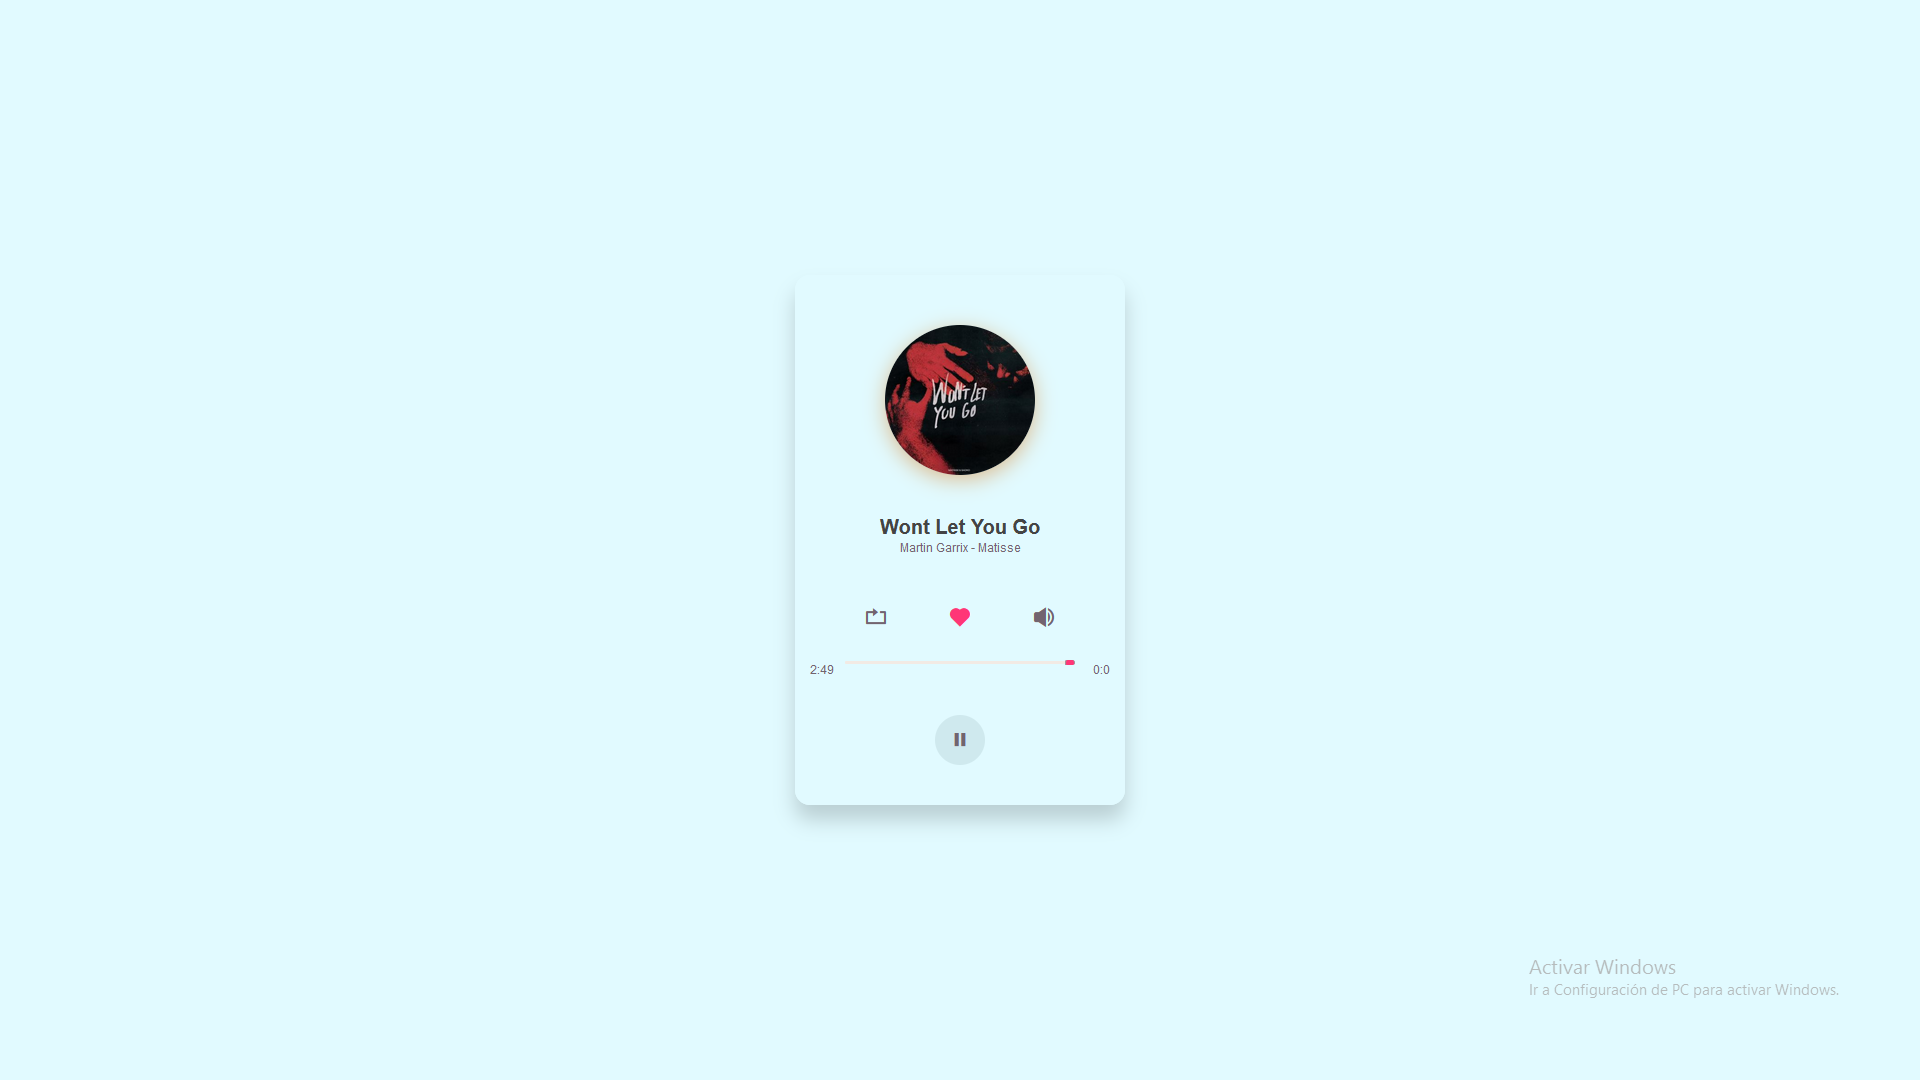 WON'T LET
YOU GO
Wont Let You Go
Martin Garrix - Matisse
2:49
0:0
Activar Windows
Ir a Configuración de PC para activar Windows.